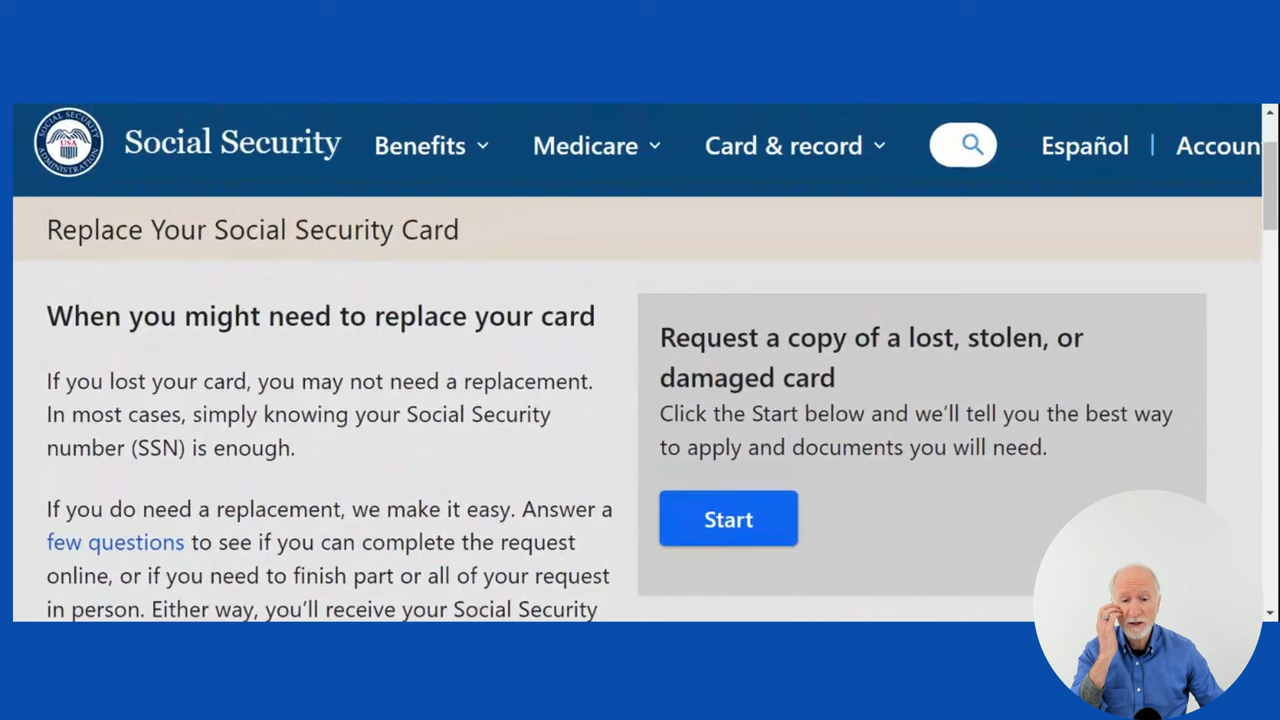 SOCIAL SECURITY
USA
ADMINISTRATION
Social Security
Benefits
Medicare
Card & record
Español
Accoun
Replace Your Social Security Card
When you might need to replace your card
If you lost your card, you may not need a replacement.
In most cases, simply knowing your Social Security
number (SSN) is enough.
If you do need a replacement, we make it easy. Answer a
few questions to see if you can complete the request
online, or if you need to finish part or all of your request
in person. Either way, you’ll receive your Social Security
Request a copy of a lost, stolen, or
damaged card
Click the Start below and we’ll tell you the best way
to apply and documents you will need.
Start